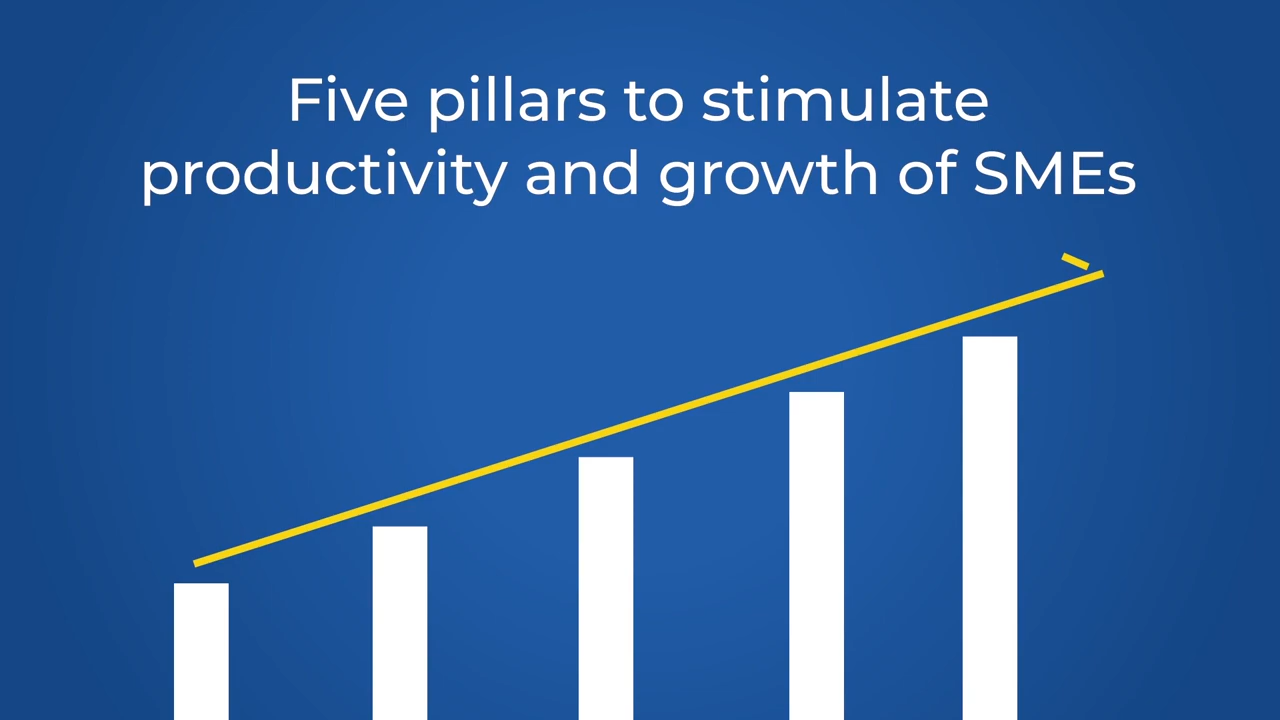 Five pillars to stimulate
productivity and growth of SMEs